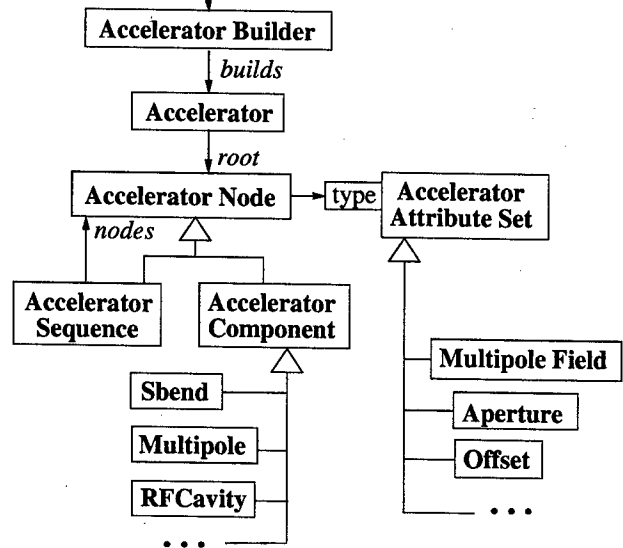 Accelerator Builder
builds
Accelerator
root
Accelerator Node
type
Accelerator
Attribute Set
nodes
Accelerator
Sequence
Accelerator
Component
Multipole Field
Sbend
Aperture
Multipole
Offset
RFCavity
• • •
• • •